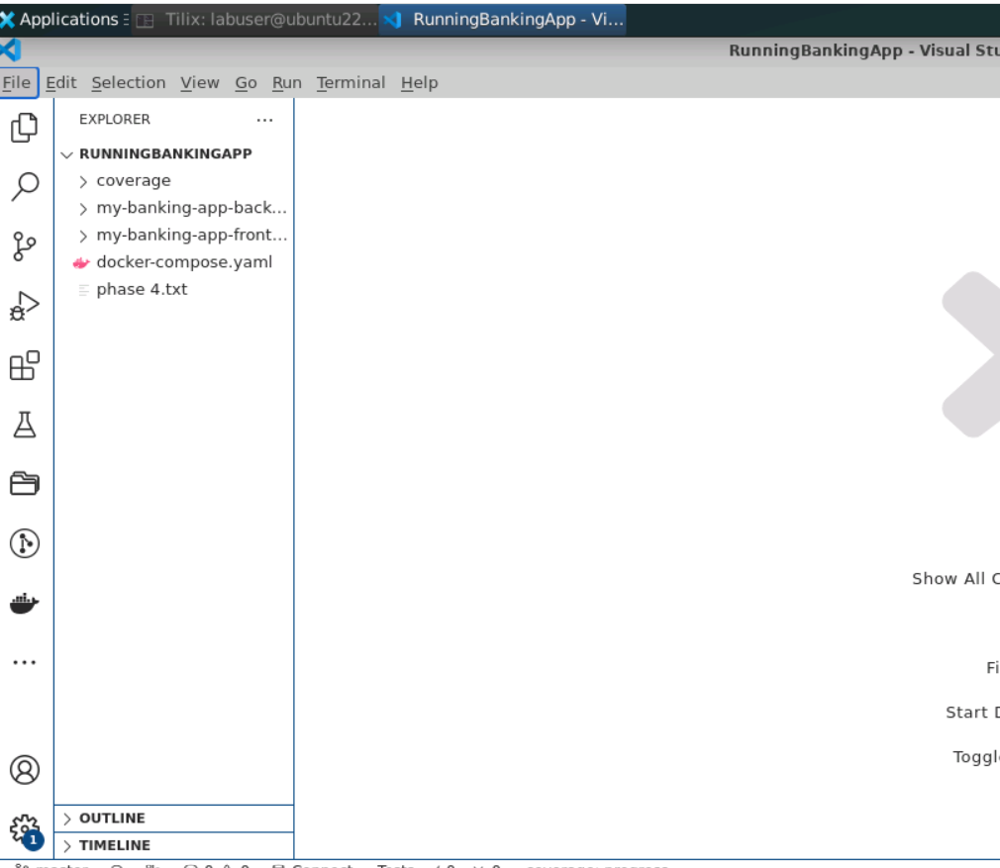 Applications
Tilix: labuser@ubuntu22...
RunningBankingApp - Vi...
RunningBankingApp - Visual Stu
File Edit Selection View Go Run Terminal Help
EXPLORER ...
RUNNINGBANKINGAPP
coverage
my-banking-app-back...
my-banking-app-front...
docker-compose.yaml
phase 4.txt
Show All C
Fi
Start D
Toggle
1
OUTLINE
TIMELINE